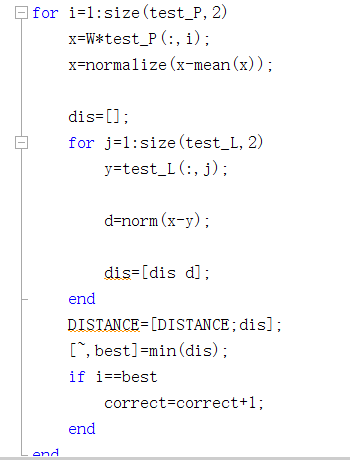 for i=1:size(test_P,2)
x=W*test_P(:,i);
x=normalize(x-mean(x));
dis=[];
for j=1:size(test_L,2)
y=test_L(:,j);
d=norm(x-y);
dis=[dis d];
end
DISTANCE=[DISTANCE;dis];
[~,best]=min(dis);
if i==best
correct=correct+1;
end
end